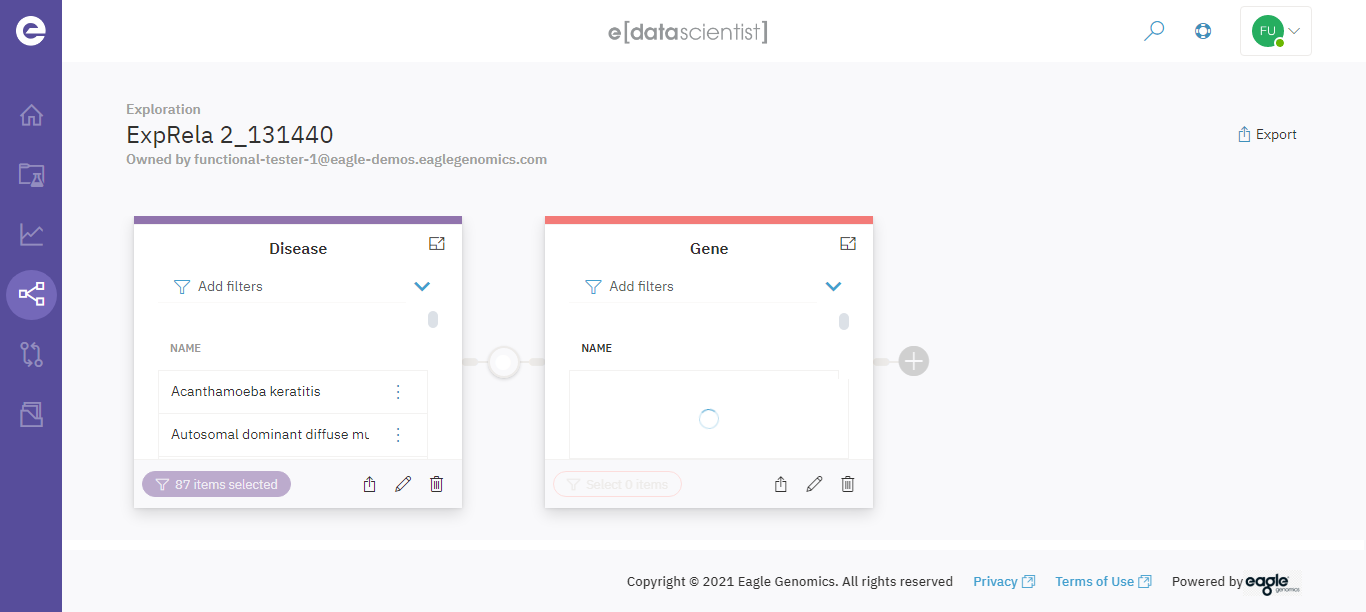 e[datascientist]
FU
Exploration
ExpRela 2_131440
Owned by functional-tester-1@eagle-demos.eaglegenomics.com
Export
Disease
Add filters
NAME
Acanthamoeba keratitis
Autosomal dominant diffuse mu
87 items selected
Gene
Add filters
NAME
Select 0 items
Copyright © 2021 Eagle Genomics. All rights reserved Privacy Terms of Use Powered by eagle genomics